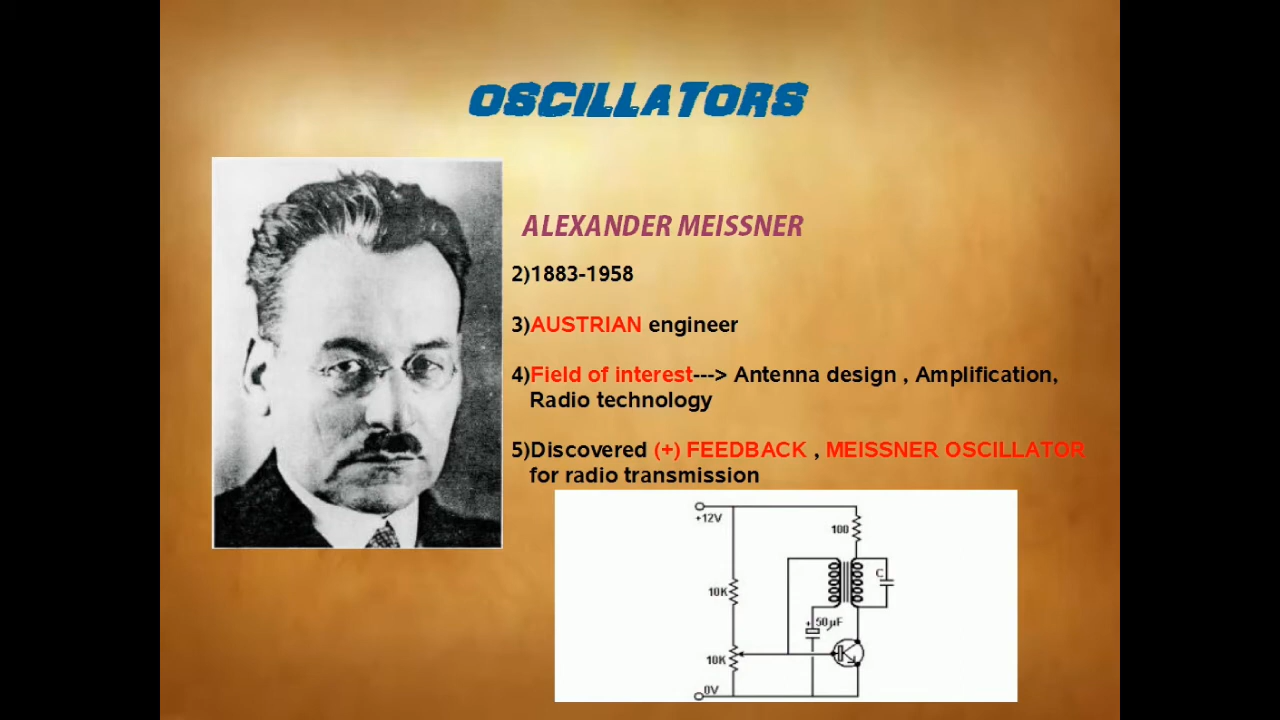 OSCILLATORS
ALEXANDER MEISSNER
2)1883-1958
3)AUSTRIAN engineer
4)Field of interest---> Antenna design , Amplification,
Radio technology
5)Discovered (+) FEEDBACK , MEISSNER OSCILLATOR
for radio transmission
+12V
100
10K
C
+ 50µF
10K
0V